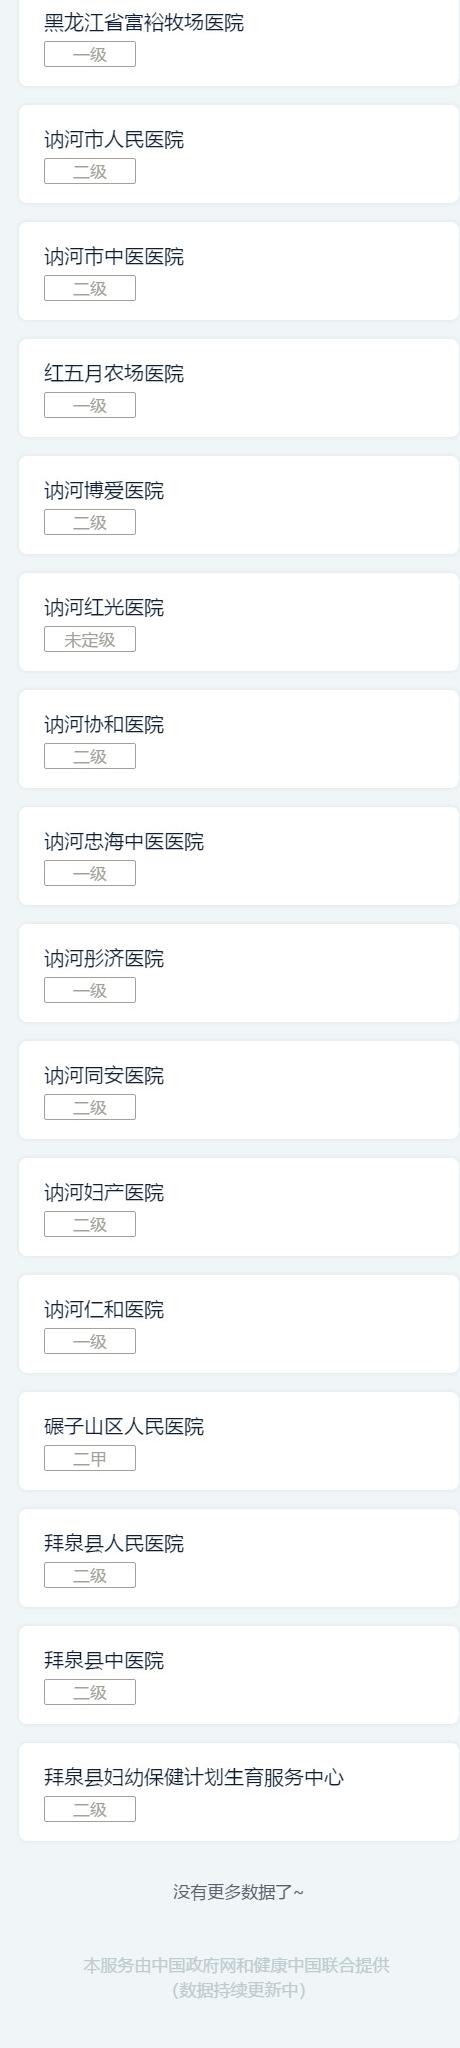 黑龙江省富裕牧场医院
一级
讷河市人民医院
二级
讷河市中医医院
二级
红五月农场医院
一级
讷河博爱医院
二级
讷河红光医院
未定级
讷河协和医院
二级
讷河忠海中医医院
一级
讷河彤济医院
一级
讷河同安医院
二级
讷河妇产医院
二级
讷河仁和医院
一级
碾子山区人民医院
二甲
拜泉县人民医院
二级
拜泉县中医院
二级
拜泉县妇幼保健计划生育服务中心
二级
没有更多数据了~
本服务由中国政府网和健康中国联合提供
(数据持续更新中)